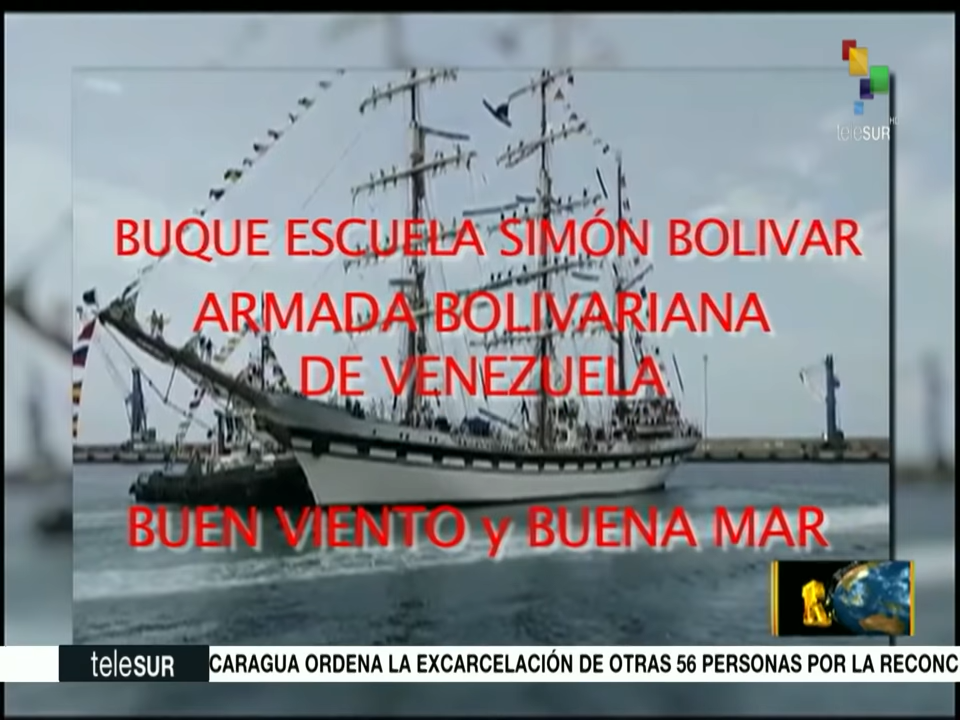 teleSUR
HD
BUQUE ESCUELA SIMÓN BOLIVAR
ARMADA BOLIVARIANA
DE VENEZUELA
BUEN VIENTO y BUENA MAR
teleSUR
CARAGUA ORDENA LA EXCARCELACIÓN DE OTRAS 56 PERSONAS POR LA RECONC